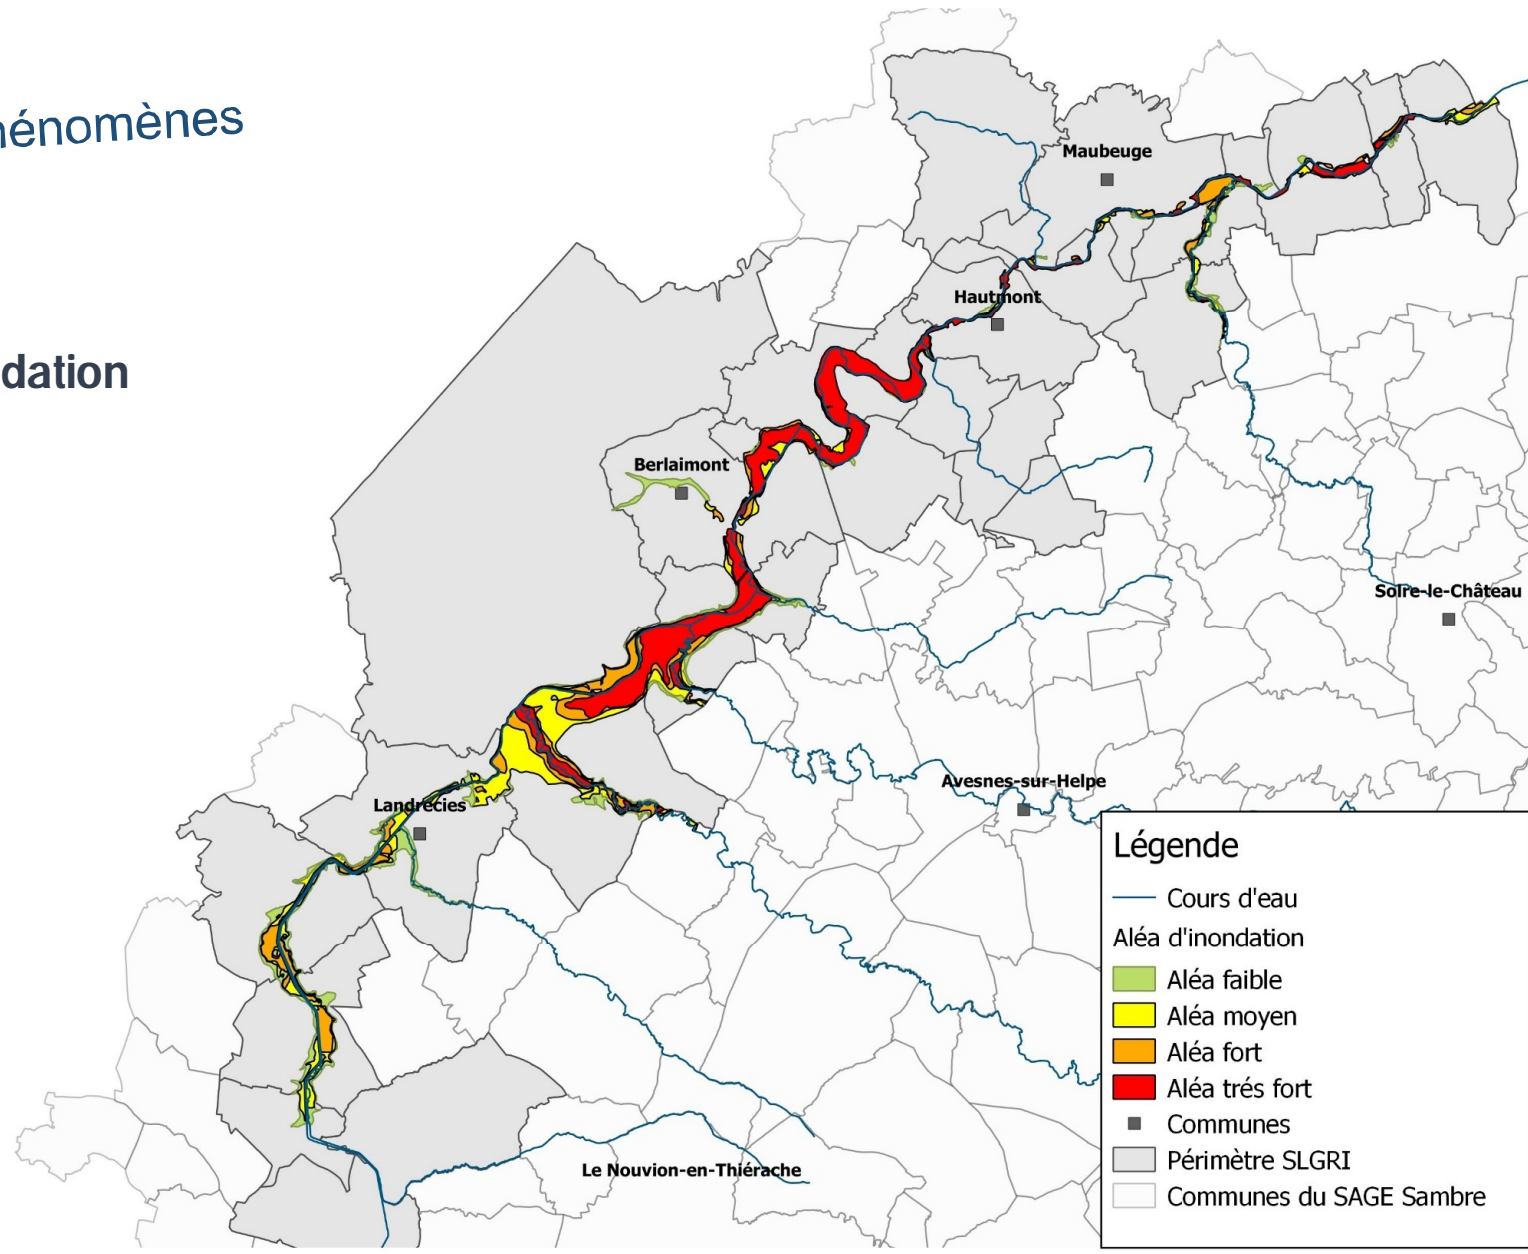 hénomènes
dation
Maubeuge
Hautmont
Berlaimont
Solre-le-Château
Avesnes-sur-Helpe
Landrecies
Le Nouvion-en-Thiérache
Légende
Cours d'eau
Aléa d'inondation
Aléa faible
Aléa moyen
Aléa fort
Aléa trés fort
Communes
Périmètre SLGRI
Communes du SAGE Sambre